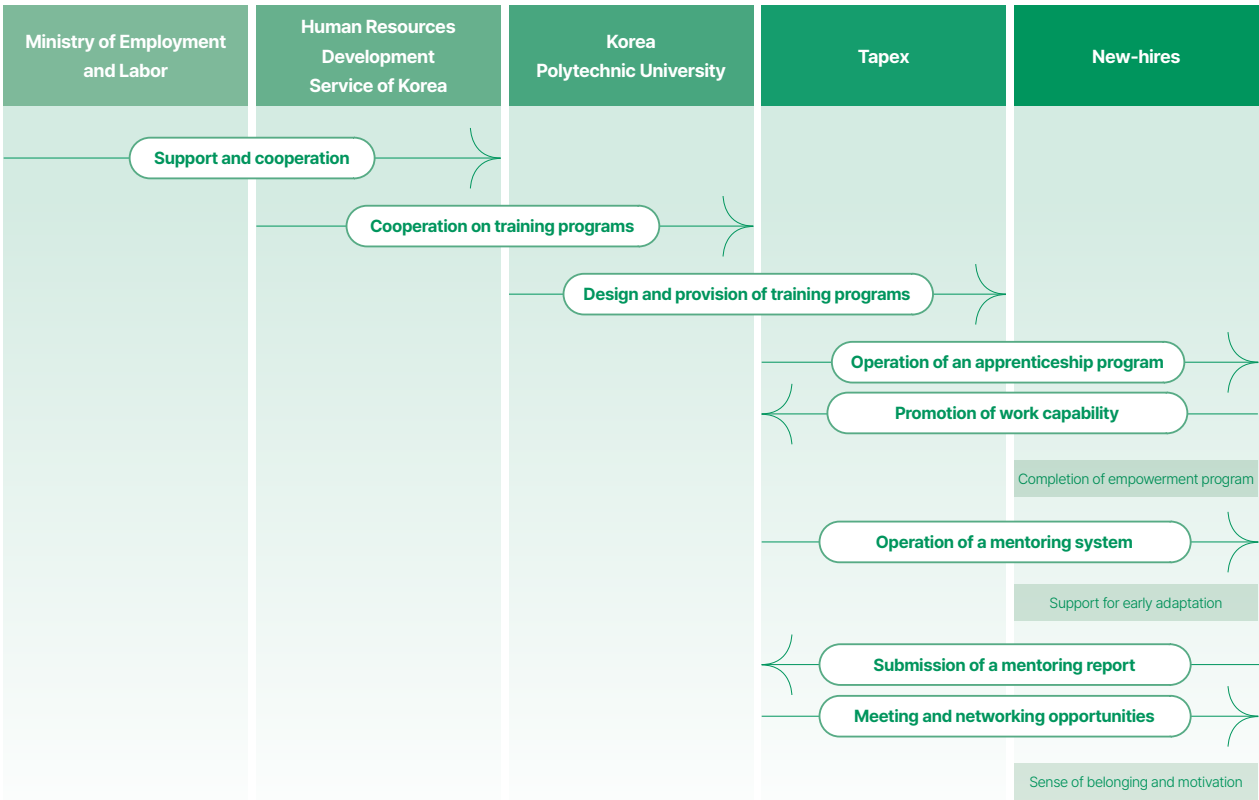 Ministry of Employment
and Labor
Human Resources
Development
Service of Korea
Korea
Polytechnic University
Tapex
New-hires
Support and cooperation
Cooperation on training programs
Design and provision of training programs
Operation of an apprenticeship program
Promotion of work capability
Completion of empowerment program
Operation of a mentoring system
Support for early adaptation
Submission of a mentoring report
Meeting and networking opportunities
Sense of belonging and motivation